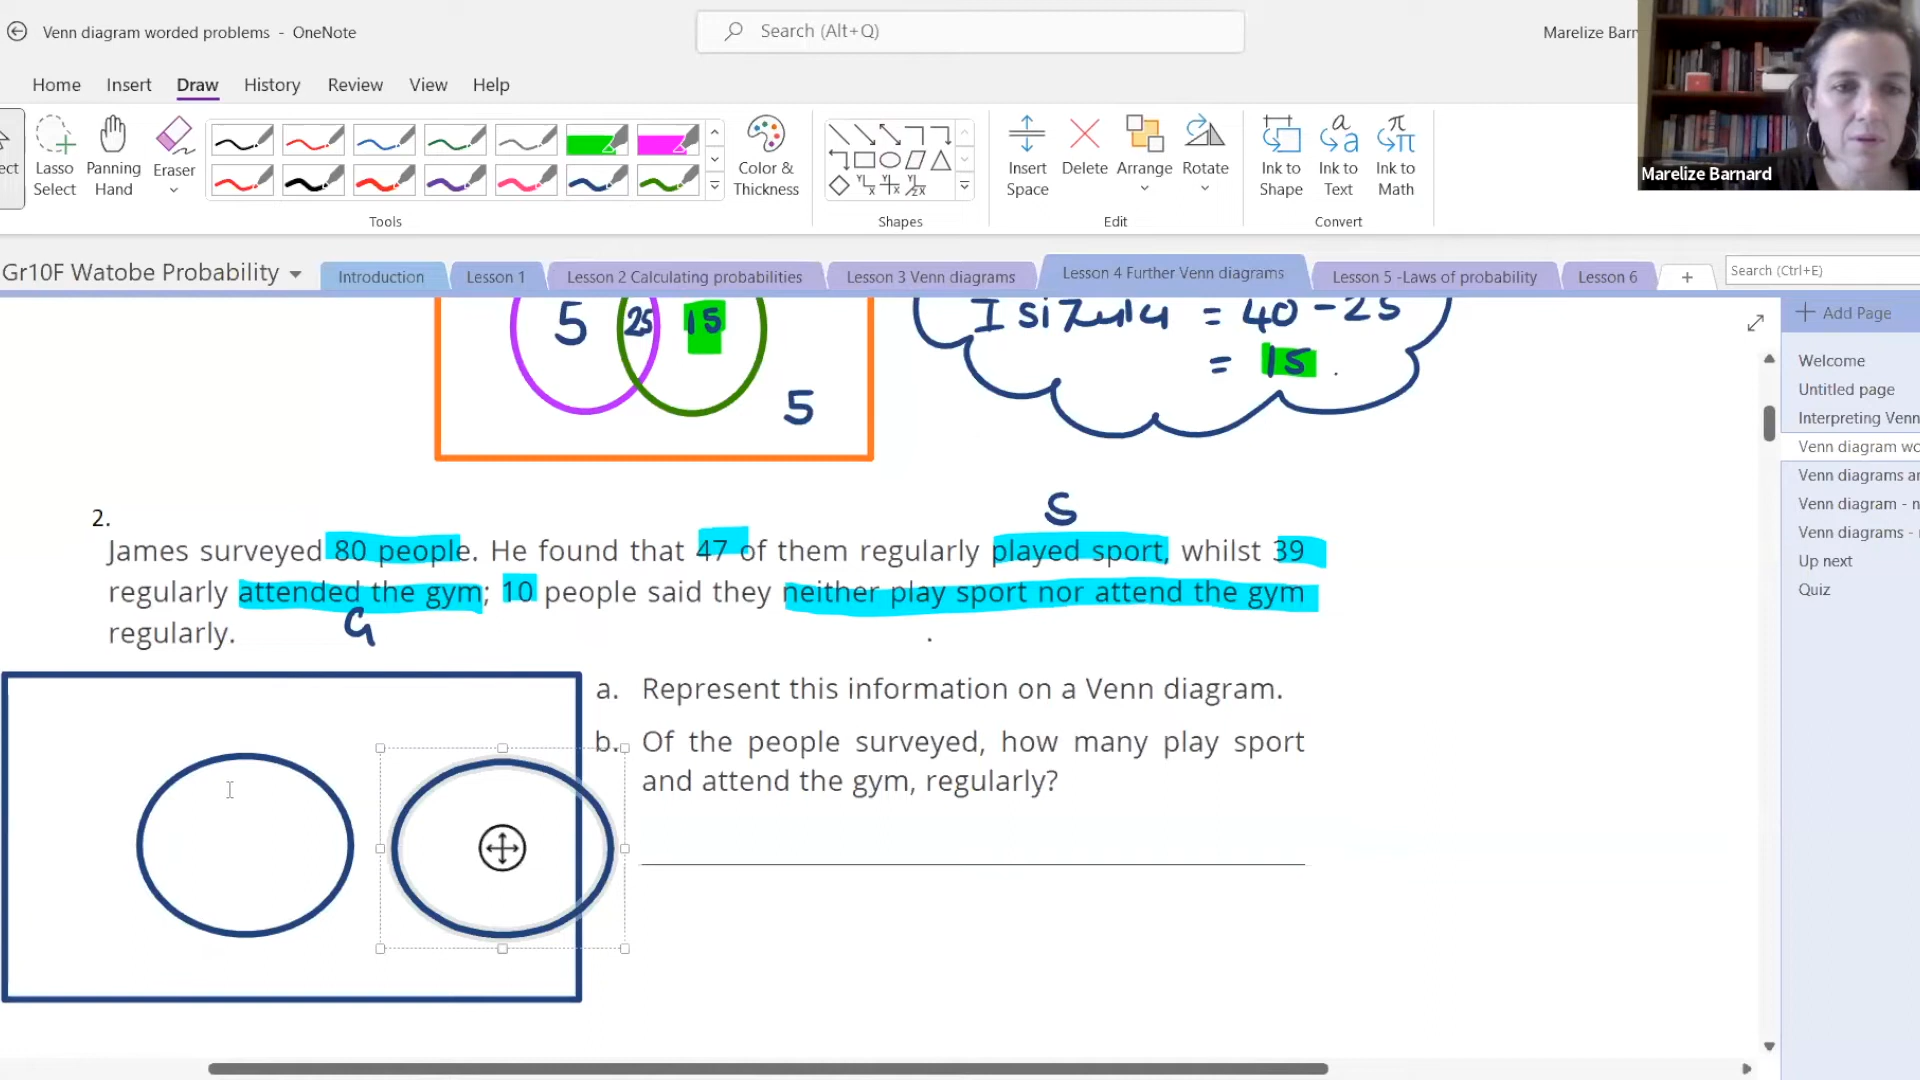 Venn diagram worded problems - OneNote
Search (Alt+Q)
Marelize Barn
Home Insert Draw History Review View Help
Lasso Select
Panning Hand
Eraser
Color & Thickness
Insert Space
Delete
Arrange
Rotate
Ink to Shape
Ink to Text
Ink to Math
Marelize Barnard
Tools Shapes Edit Convert
Gr10F Watobe Probability
Introduction Lesson 1 Lesson 2 Calculating probabilities Lesson 3 Venn diagrams Lesson 4 Further Venn diagrams Lesson 5 -Laws of probability Lesson 6 +
Search (Ctrl+E)
Add Page
Welcome
Untitled page
Interpreting Venn
Venn diagram wo
Venn diagrams a
Venn diagram - n
Venn diagrams -
Up next
Quiz
5 25 15
5
Isizulu = 40 - 25
= 15 .
S
2.
James surveyed 80 people. He found that 47 of them regularly played sport, whilst 39
regularly attended the gym; 10 people said they neither play sport nor attend the gym
regularly.
G
a. Represent this information on a Venn diagram.
b. Of the people surveyed, how many play sport
and attend the gym, regularly?